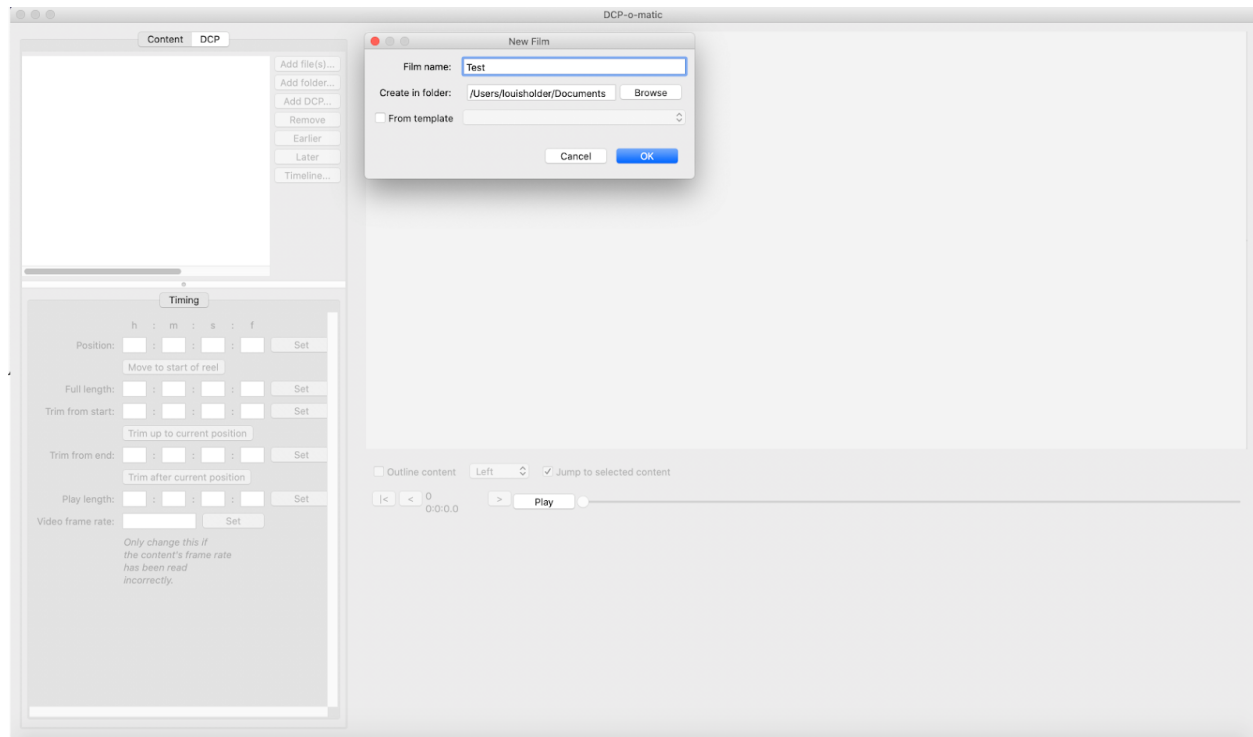 DCP-o-matic
Content DCP
Add file(s)...
Add folder...
Add DCP...
Remove
Earlier
Later
Timeline...
New Film
Film name: Test
Create in folder: /Users/louisholder/Documents Browse
From template
Cancel OK
Timing
h : m : s : f
Position: : : : Set
Move to start of reel
Full length: : : : Set
Trim from start: : : : Set
Trim up to current position
Trim from end: : : : Set
Trim after current position
Play length: : : : Set
Video frame rate: Set
Only change this if
the content's frame rate
has been read
incorrectly.
Outline content Left Jump to selected content
|< < 0 > Play
0:0:0.0